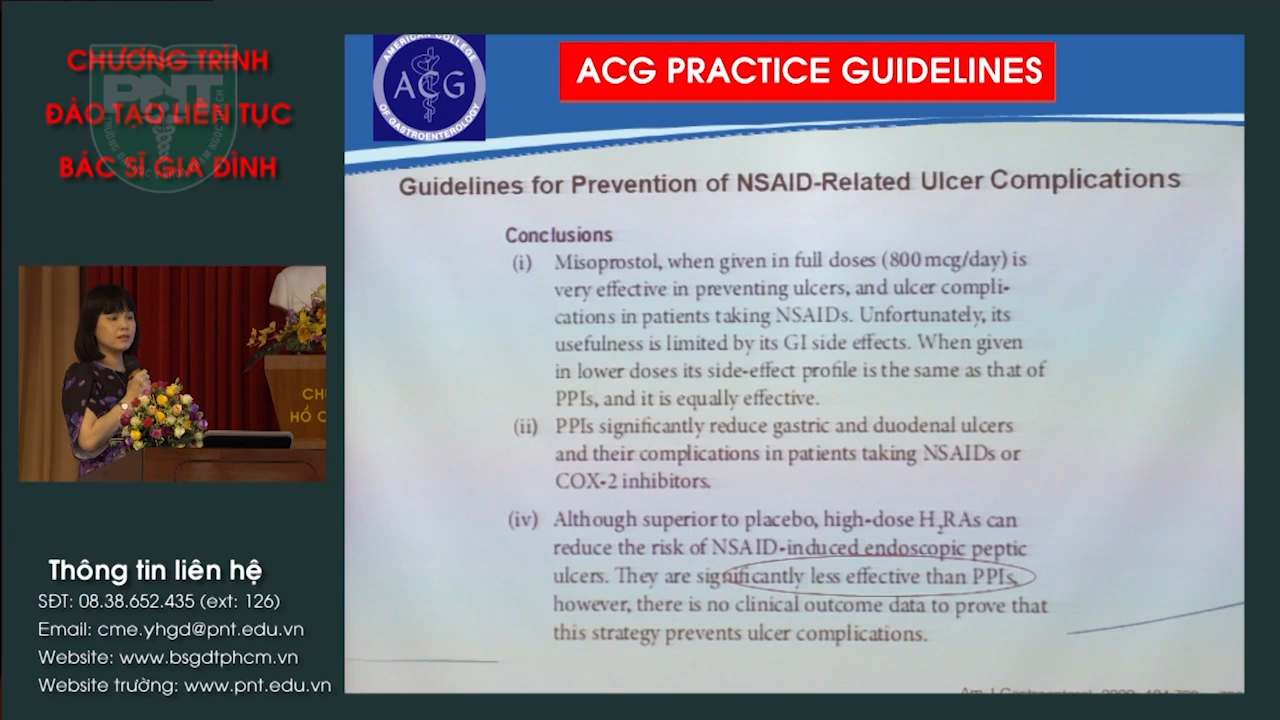 CHƯƠNG TRÌNH
ĐÀO TẠO LIÊN TỤC
BÁC SĨ GIA ĐÌNH
PNT
AMERICAN COLLEGE
ACG
OF GASTROENTEROLOGY
ACG PRACTICE GUIDELINES
Guidelines for Prevention of NSAID-Related Ulcer Complications
Conclusions
(i) Misoprostol, when given in full doses (800 mcg/day) is
very effective in preventing ulcers, and ulcer compli-
cations in patients taking NSAIDs. Unfortunately, its
usefulness is limited by its GI side effects. When given
in lower doses its side-effect profile is the same as that of
PPIs, and it is equally effective.
(ii) PPIs significantly reduce gastric and duodenal ulcers
and their complications in patients taking NSAIDs or
COX-2 inhibitors.
(iv) Although superior to placebo, high-dose H₂RAs can
reduce the risk of NSAID-induced endoscopic peptic
ulcers. They are significantly less effective than PPIs,
however, there is no clinical outcome data to prove that
this strategy prevents ulcer complications.
HỒ C
Thông tin liên hệ
SĐT: 08.38.652.435 (ext: 126)
Email: cme.yhgd@pnt.edu.vn
Website: www.bsgdtphcm.vn
Website trường: www.pnt.edu.vn